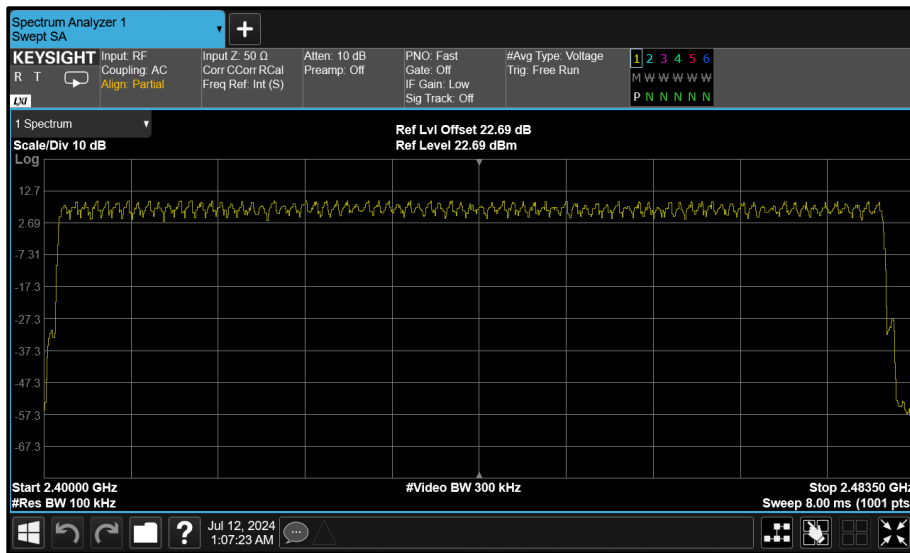 Spectrum Analyzer 1
Swept SA
KEYSIGHT
R T
LXI
Input: RF
Coupling: AC
Align: Partial
Input Z: 50 Ω
Corr CCorr RCal
Freq Ref: Int (S)
Atten: 10 dB
Preamp: Off
PNO: Fast
Gate: Off
IF Gain: Low
Sig Track: Off
#Avg Type: Voltage
Trig: Free Run
1 2 3 4 5 6
M W W W W W
P N N N N N
1 Spectrum
Scale/Div 10 dB
Ref Lvl Offset 22.69 dB
Ref Level 22.69 dBm
Log
12.7
2.69
-7.31
-17.3
-27.3
-37.3
-47.3
-57.3
-67.3
Start 2.40000 GHz
#Video BW 300 kHz
Stop 2.48350 GHz
#Res BW 100 kHz
Sweep 8.00 ms (1001 pts
?
Jul 12, 2024
1:07:23 AM